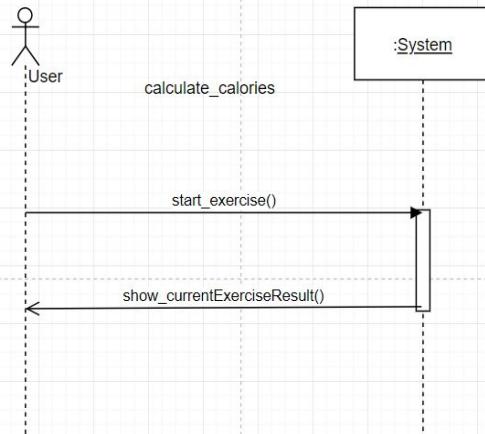 :System
User
calculate_calories
start_exercise()
show_currentExerciseResult()